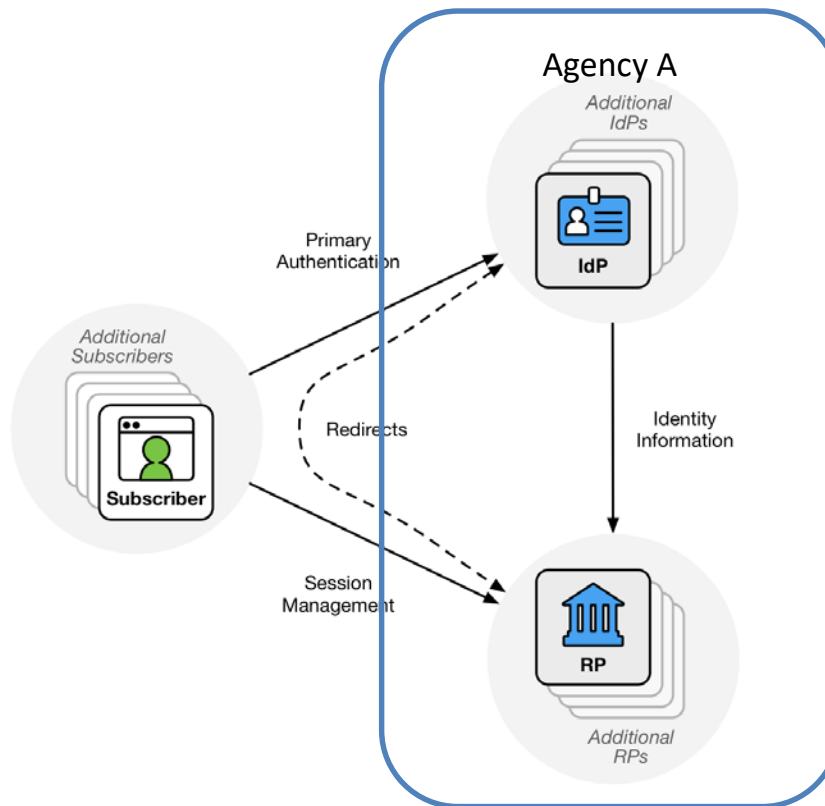 Agency A
Additional
IdPs
IdP
Primary
Authentication
Additional
Subscribers
Subscriber
Redirects
Identity
Information
Session
Management
RP
Additional
RPs